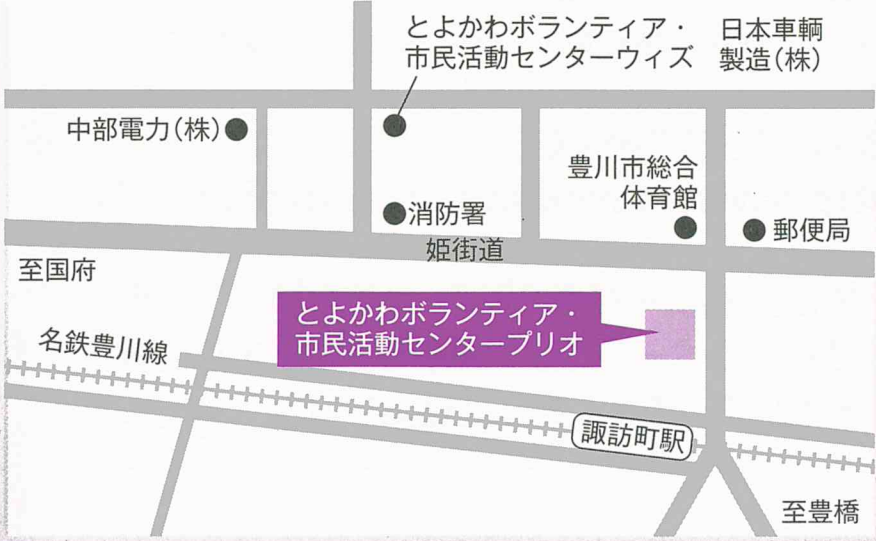 とよかわボランティア・
市民活動センターウィズ
日本車輌
製造(株)
中部電力(株)
豊川市総合
体育館
消防署
郵便局
姫街道
至国府
とよかわボランティア・
市民活動センタープリオ
名鉄豊川線
諏訪町駅
至豊橋